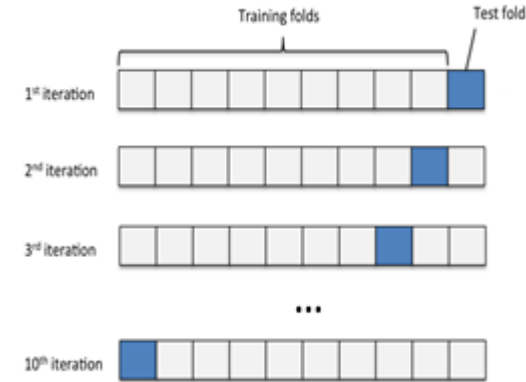 Training folds
Test fold
1st iteration
2nd iteration
3rd iteration
...
10th iteration